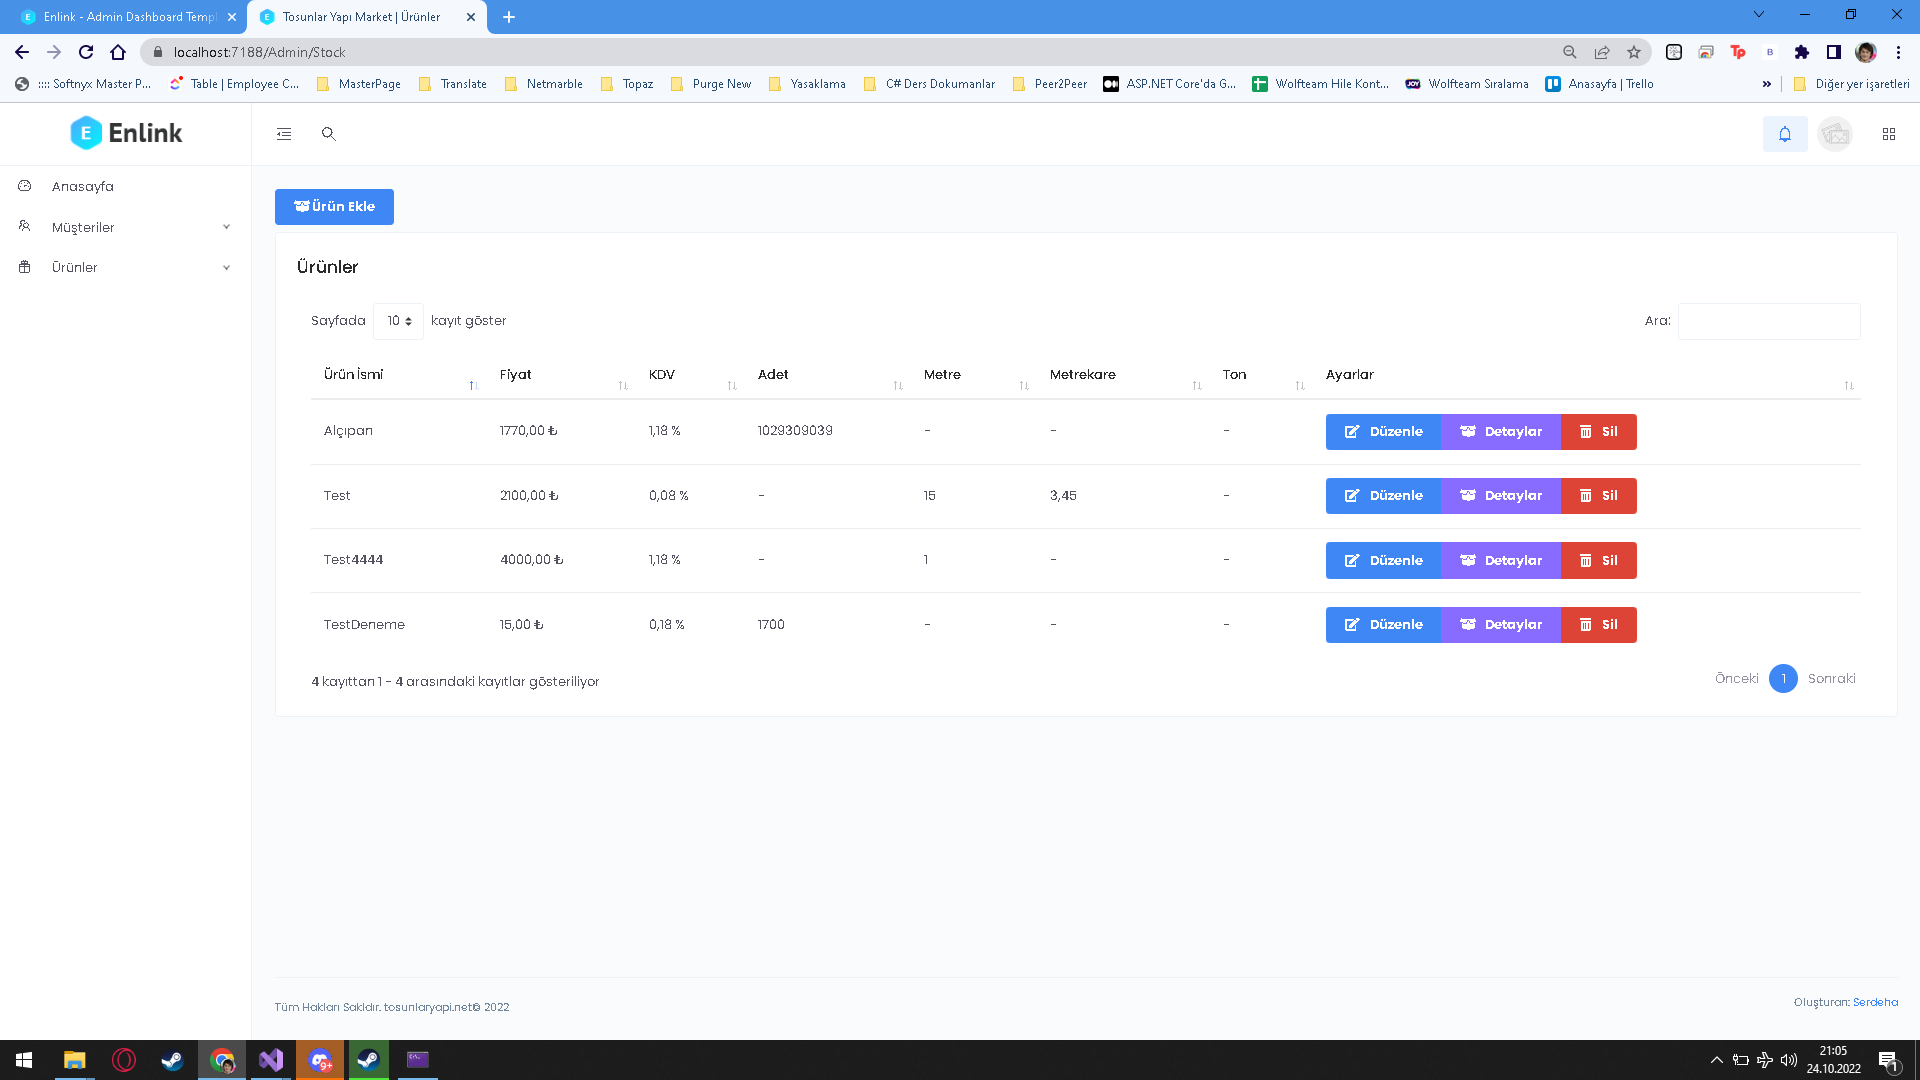 Enlink - Admin Dashboard Templ
Tosunlar Yapı Market | Ürünler
localhost:7188/Admin/Stock
:::: Softnyx Master P...
Table | Employee C...
MasterPage
Translate
Netmarble
Topaz
Purge New
Yasaklama
C# Ders Dokumanlar
Peer2Peer
ASP.NET Core'da G...
Wolfteam Hile Kont...
Wolfteam Sıralama
Anasayfa | Trello
»
Diğer yer işaretleri
E Enlink
Anasayfa
Müşteriler
Ürünler
Ürün Ekle
Ürünler
Sayfada 10 kayıt göster
Ara:
Ürün İsmi Fiyat KDV Adet Metre Metrekare Ton Ayarlar
Alçıpan 1770,00 ₺ 1,18 % 1029309039 - - - Düzenle Detaylar Sil
Test 2100,00 ₺ 0,08 % - 15 3,45 - Düzenle Detaylar Sil
Test4444 4000,00 ₺ 1,18 % - 1 - - Düzenle Detaylar Sil
TestDeneme 15,00 ₺ 0,18 % 1700 - - - Düzenle Detaylar Sil
4 kayıttan 1 - 4 arasındaki kayıtlar gösteriliyor
Önceki 1 Sonraki
Tüm Hakları Saklıdır. tosunlaryapi.net© 2022
Oluşturan: Serdeha
9+
21:05
24.10.2022
1